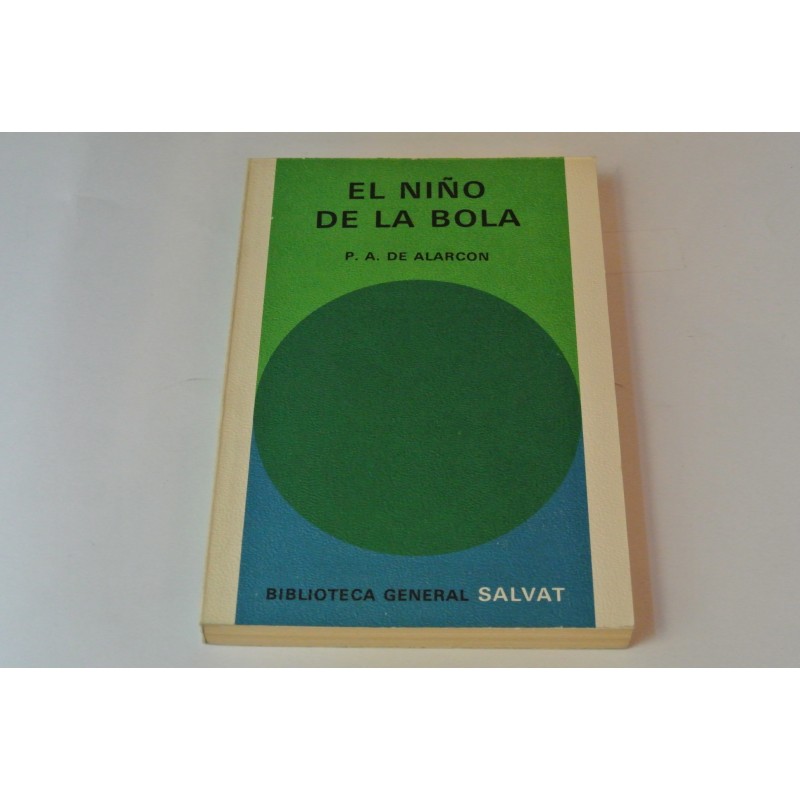 EL NIÑO
DE LA BOLA
P. A. DE ALARCON
BIBLIOTECA GENERAL SALVAT